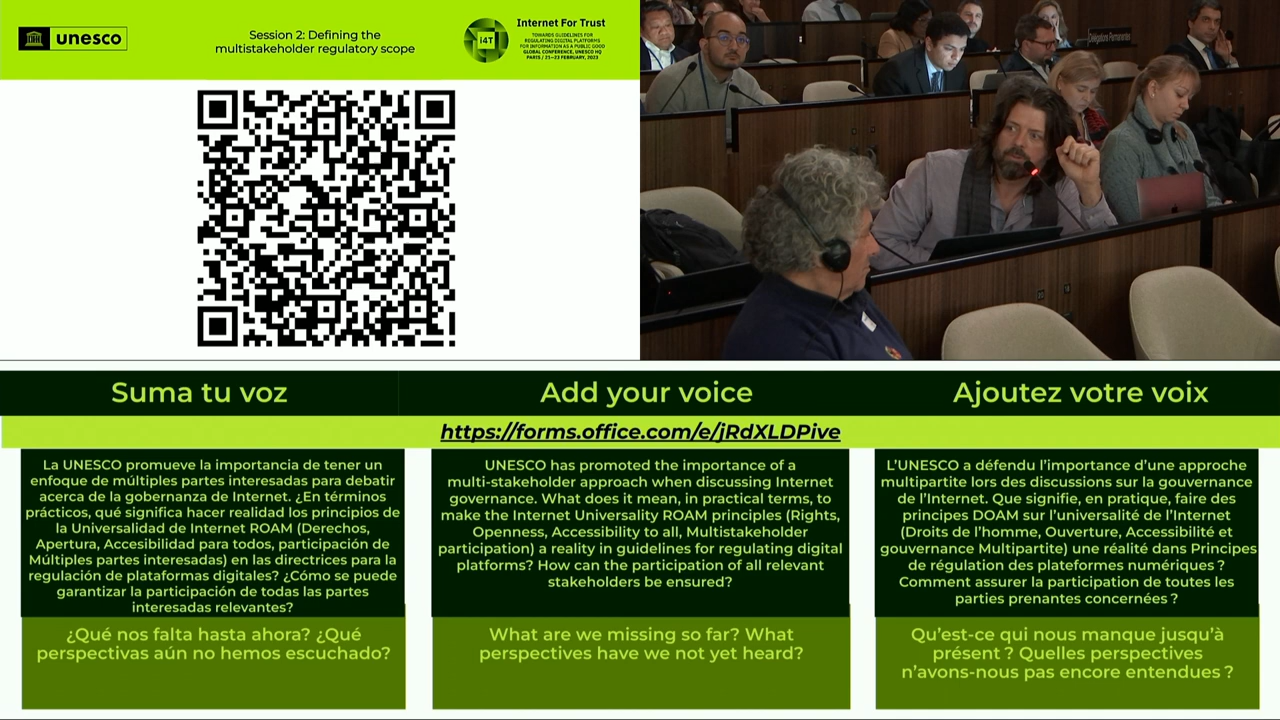 unesco
Session 2: Defining the
multistakeholder regulatory scope
i4T
Internet For Trust
TOWARDS GUIDELINES FOR
REGULATING DIGITAL PLATFORMS
FOR INFORMATION AS A PUBLIC GOOD
GLOBAL CONFERENCE, UNESCO HQ
PARIS / 21–23 FEBRUARY, 2023
Délégations Permanentes
Suma tu voz
Add your voice
Ajoutez votre voix
https://forms.office.com/e/jRdXLDPive
La UNESCO promueve la importancia de tener un
enfoque de múltiples partes interesadas para debatir
acerca de la gobernanza de Internet. ¿En términos
prácticos, qué significa hacer realidad los principios de
la Universalidad de Internet ROAM (Derechos,
Apertura, Accesibilidad para todos, participación de
Múltiples partes interesadas) en las directrices para la
regulación de plataformas digitales? ¿Cómo se puede
garantizar la participación de todas las partes
interesadas relevantes?
¿Qué nos falta hasta ahora? ¿Qué
perspectivas aún no hemos escuchado?
UNESCO has promoted the importance of a
multi-stakeholder approach when discussing Internet
governance. What does it mean, in practical terms, to
make the Internet Universality ROAM principles (Rights,
Openness, Accessibility to all, Multistakeholder
participation) a reality in guidelines for regulating digital
platforms? How can the participation of all relevant
stakeholders be ensured?
What are we missing so far? What
perspectives have we not yet heard?
L’UNESCO a défendu l’importance d’une approche
multipartite lors des discussions sur la gouvernance
de l’Internet. Que signifie, en pratique, faire des
principes DOAM sur l’universalité de l’Internet
(Droits de l’homme, Ouverture, Accessibilité et
gouvernance Multipartite) une réalité dans Principes
de régulation des plateformes numériques ?
Comment assurer la participation de toutes les
parties prenantes concernées ?
Qu’est-ce qui nous manque jusqu’à
présent ? Quelles perspectives
n’avons-nous pas encore entendues ?